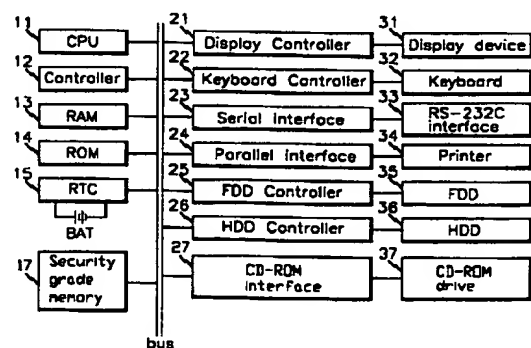 11 CPU
12 Controller
13 RAM
14 ROM
15 RTC
BAT
17 Security
grade
memory
bus
21 Display Controller
22 Keyboard Controller
23 Serial Interface
24 Parallel interface
25 FDD Controller
26 HDD Controller
27 CD-ROM
interface
31 Display device
32 Keyboard
33 RS-232C
interface
34 Printer
35 FDD
36 HDD
37 CD-ROM
drive